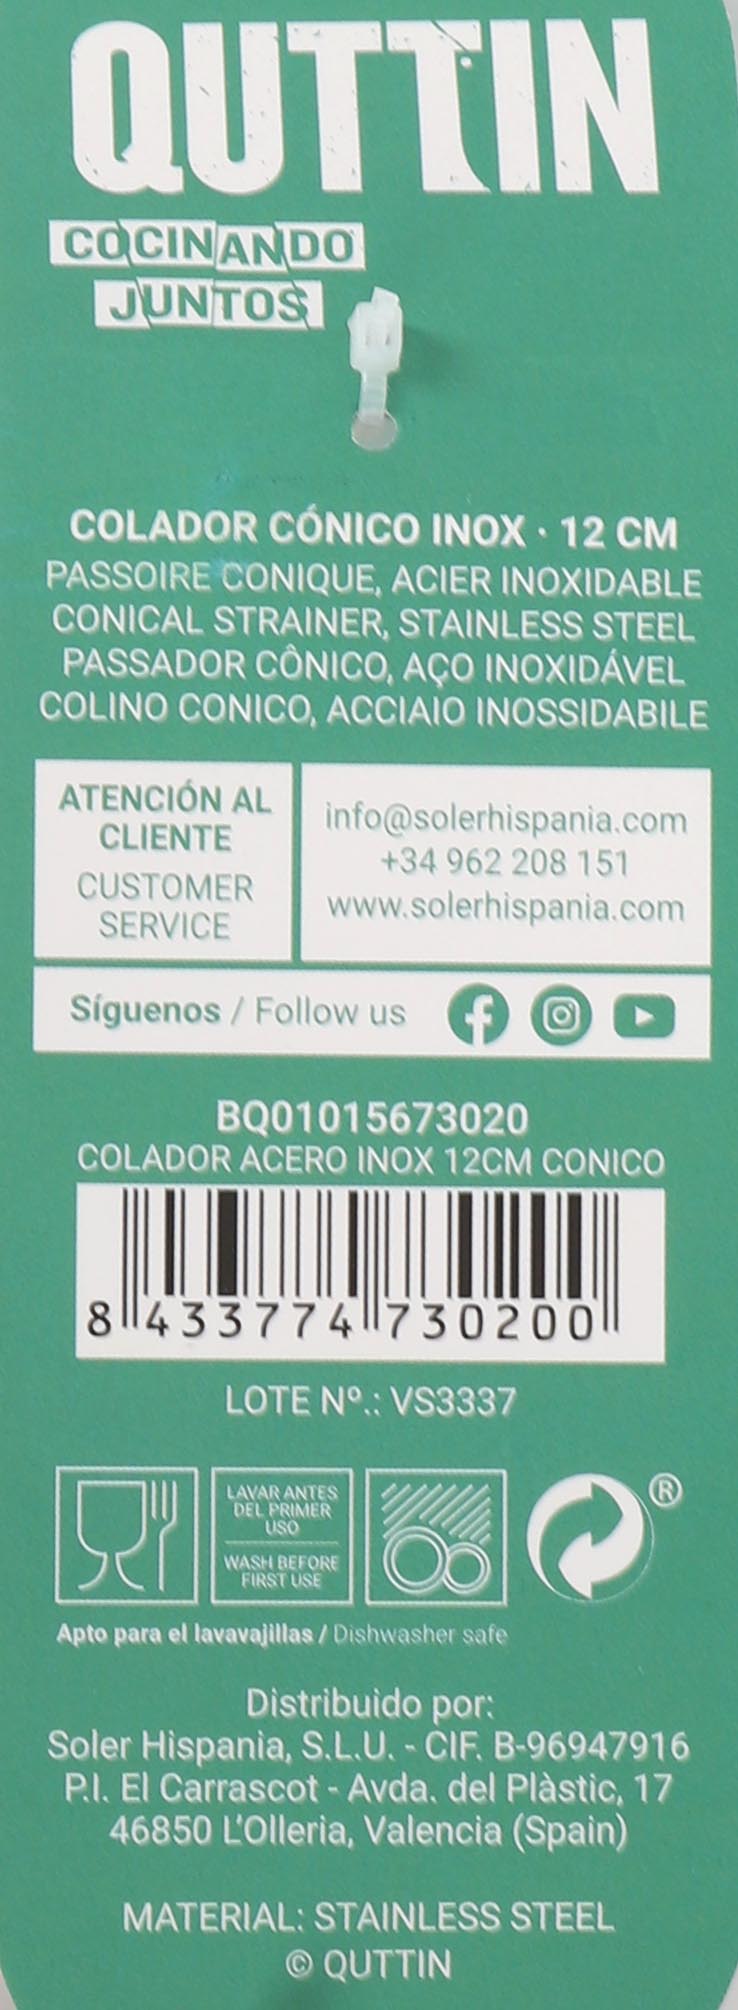 QUTTIN
COCINANDO
JUNTOS
COLADOR CÓNICO INOX · 12 CM
PASSOIRE CONIQUE, ACIER INOXIDABLE
CONICAL STRAINER, STAINLESS STEEL
PASSADOR CÔNICO, AÇO INOXIDÁVEL
COLINO CONICO, ACCIAIO INOSSIDABILE
ATENCIÓN AL
CLIENTE
CUSTOMER
SERVICE
info@solerhispania.com
+34 962 208 151
www.solerhispania.com
Síguenos / Follow us
BQ01015673020
COLADOR ACERO INOX 12CM CONICO
8 433774 730200
LOTE Nº.: VS3337
LAVAR ANTES
DEL PRIMER
USO
WASH BEFORE
FIRST USE
®
Apto para el lavavajillas / Dishwasher safe
Distribuido por:
Soler Hispania, S.L.U. - CIF. B-96947916
P.I. El Carrascot - Avda. del Plàstic, 17
46850 L'Olleria, Valencia (Spain)
MATERIAL: STAINLESS STEEL
© QUTTIN